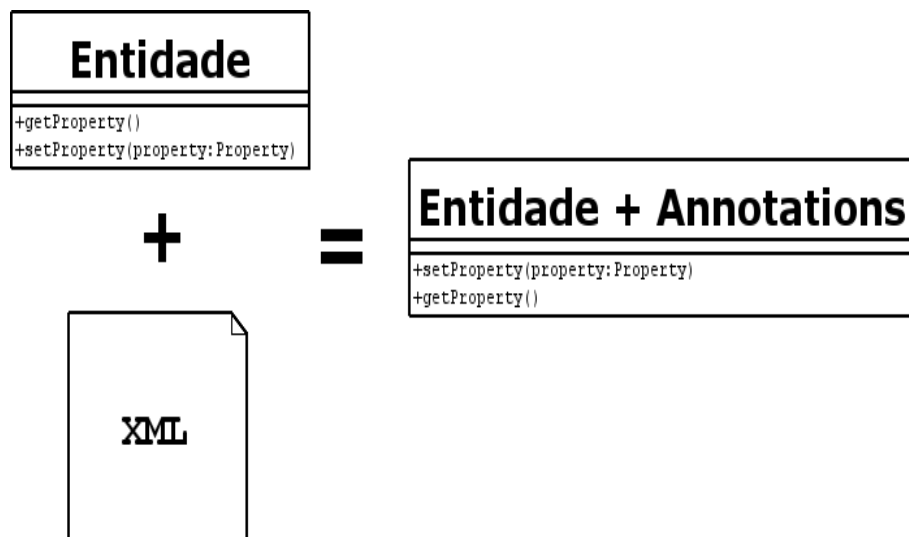 Entidade
+getProperty()
+setProperty(property:Property)
+
=
XML
Entidade + Annotations
+setProperty(property:Property)
+getProperty()